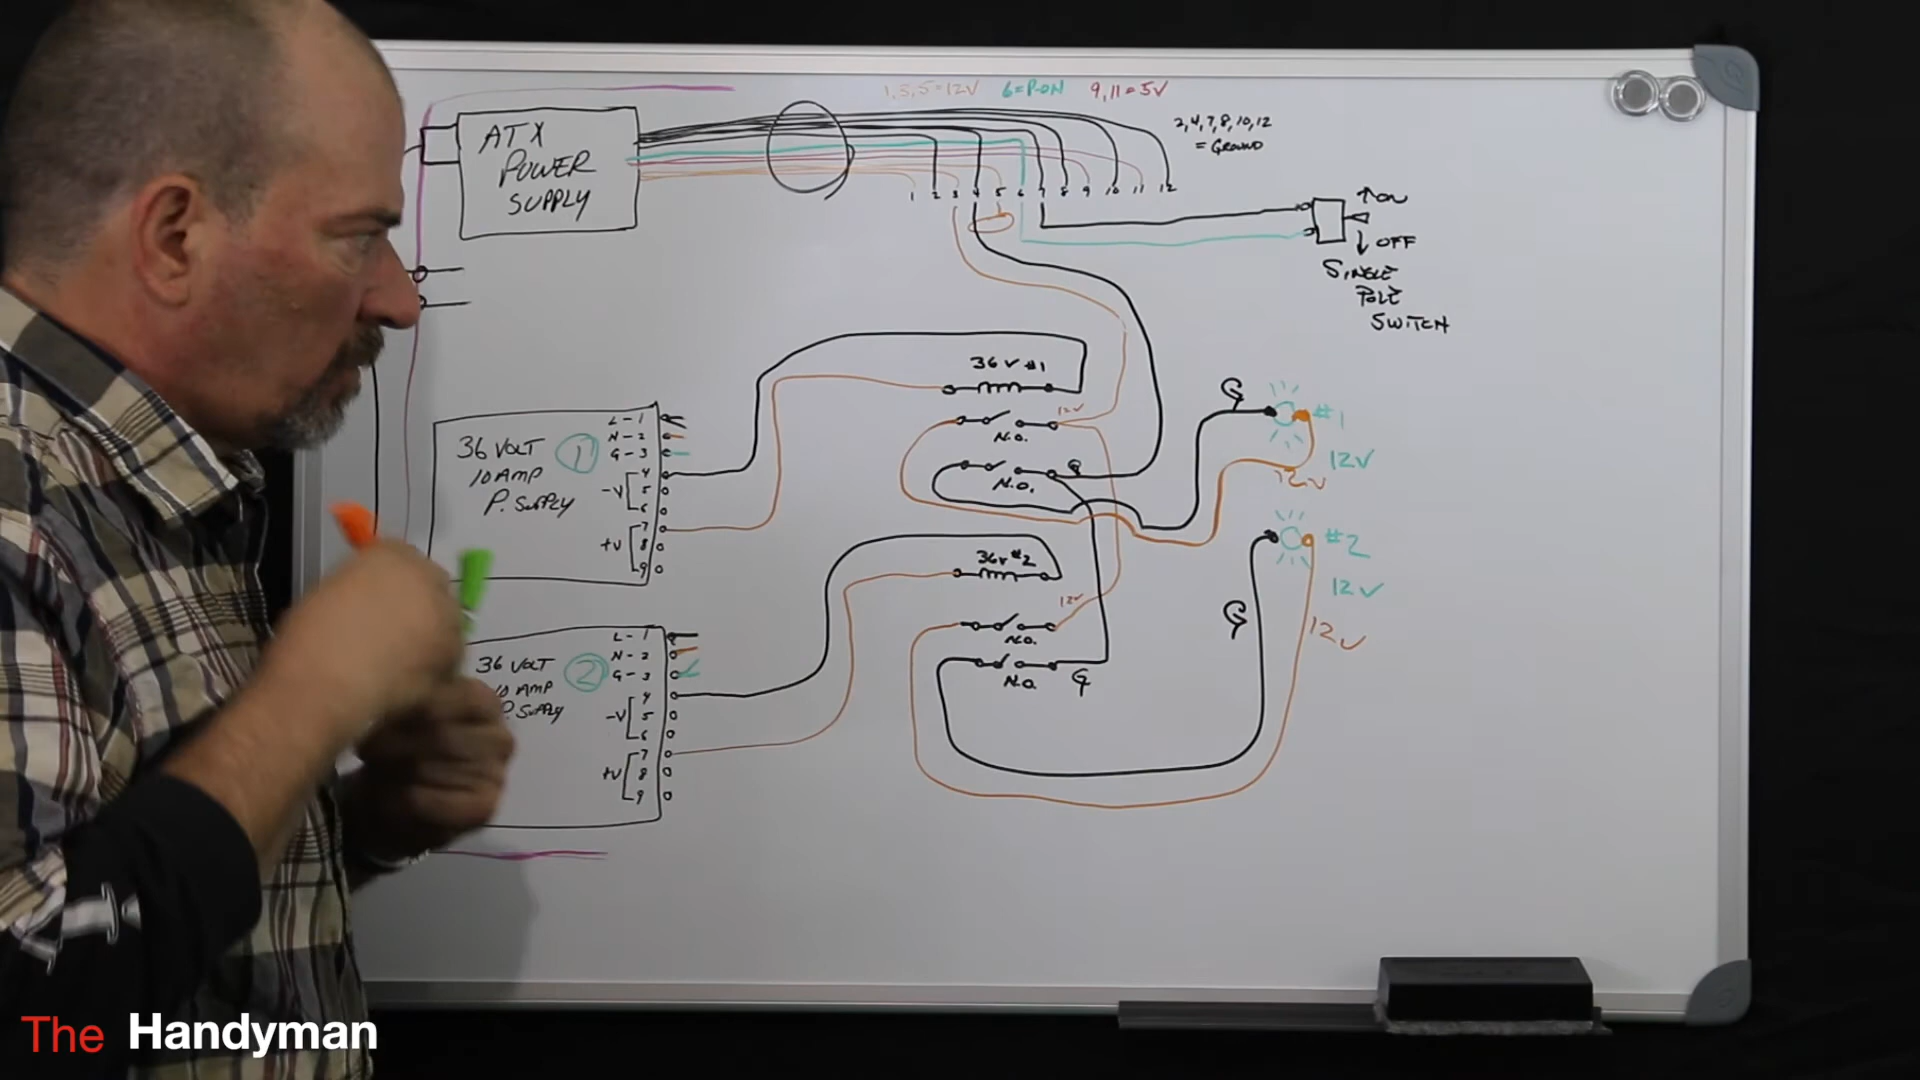 1,5,5=12V 6=P-ON 9,11=5V
2,4,7,8,10,12
= GROUND
ATX
POWER
SUPPLY
1 2 3 4 5 6 7 8 9 10 11 12
↑ON
↓ OFF
SINGLE
POLE
SWITCH
36V #1
12V
N.O.
G
N.O.
36 VOLT
10 AMP
P. SUPPLY
1
L-1
N-2
G-3
4
-V 5
6
7
+V 8
9
G
#1
12V
12V
36V #2
12V
N.O.
N.O.
G
#2
12V
G
12V
36 VOLT
10 AMP
P. SUPPLY
2
L-1
N-2
G-3
4
-V 5
6
7
+V 8
9
The Handyman